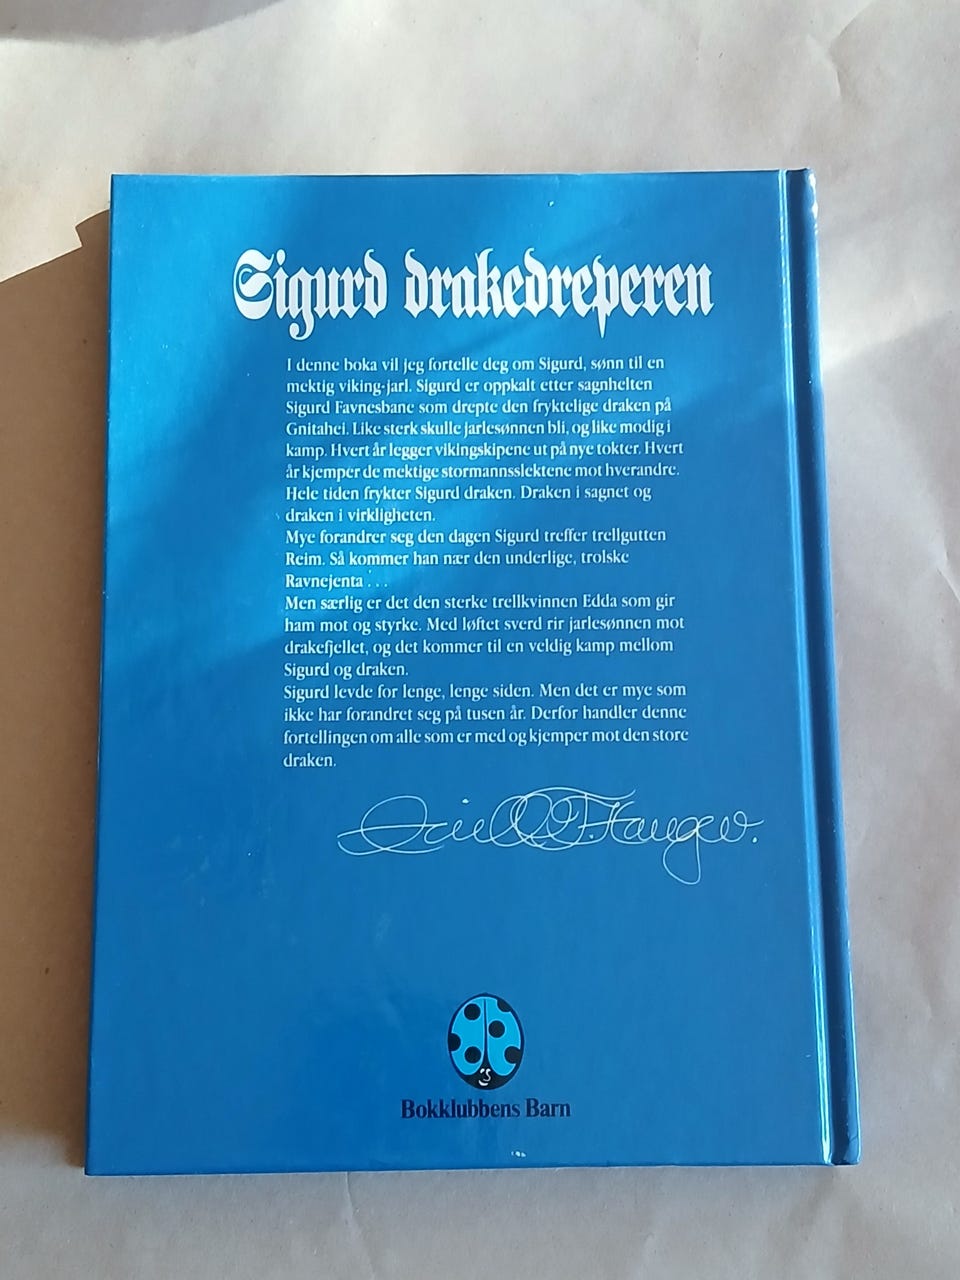 Sigurd drakedreperen
I denne boka vil jeg fortelle deg om Sigurd, sønn til en
mektig viking-jarl. Sigurd er oppkalt etter sagnhelten
Sigurd Favnesbane som drepte den fryktelige draken på
Gnitahei. Like sterk skulle jarlesønnen bli, og like modig i
kamp. Hvert år legger vikingskipene ut på nye tokter. Hvert
år kjemper de mektige stormannsslektene mot hverandre.
Hele tiden frykter Sigurd draken. Draken i sagnet og
draken i virkligheten.
Mye forandrer seg den dagen Sigurd treffer trellgutten
Reim. Så kommer han nær den underlige, trolske
Ravnejenta . . .
Men særlig er det den sterke trellkvinnen Edda som gir
ham mot og styrke. Med løftet sverd rir jarlesønnen mot
drakefjellet, og det kommer til en veldig kamp mellom
Sigurd og draken.
Sigurd levde for lenge, lenge siden. Men det er mye som
ikke har forandret seg på tusen år. Derfor handler denne
fortellingen om alle som er med og kjemper mot den store
draken.
Bokklubbens Barn